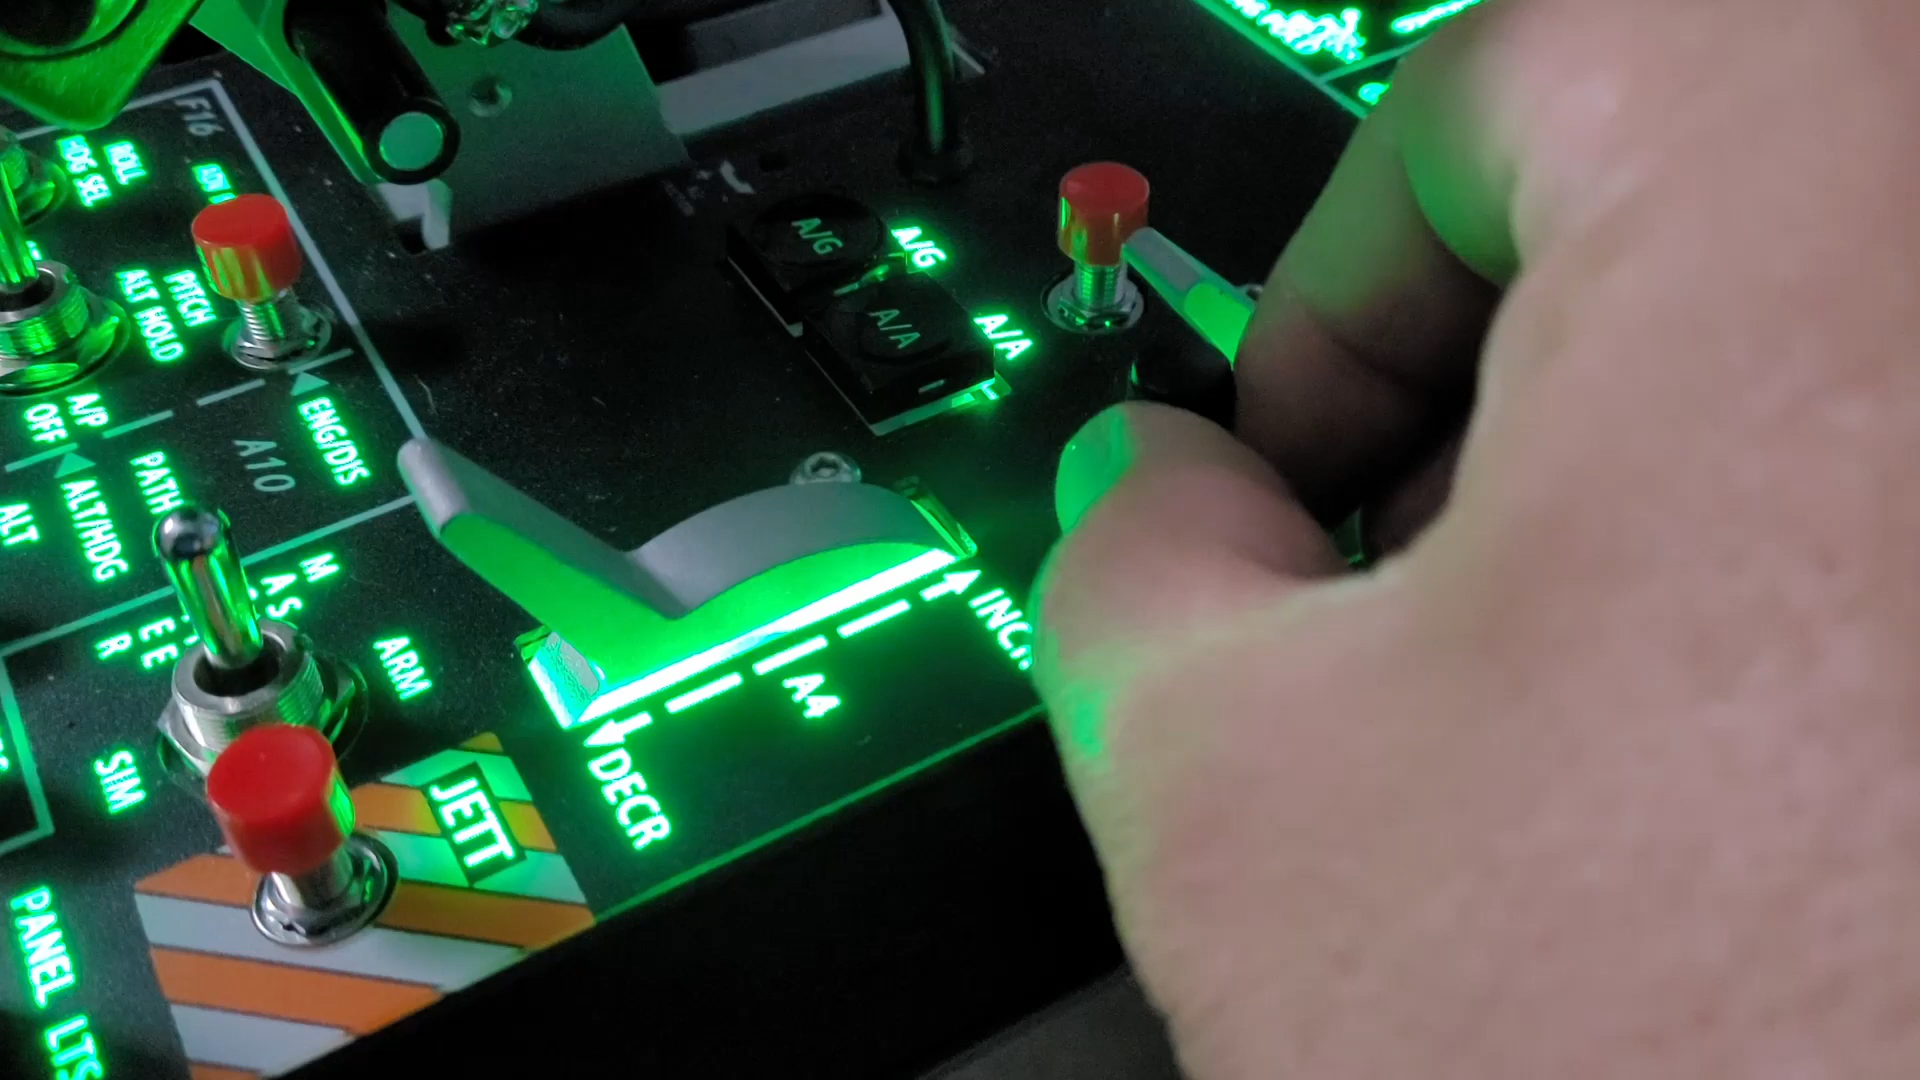 F16
ROLL
HDG SEL
PITCH
ALT HOLD
A/P
OFF
A10
ENG/DIS
PATH
ALT/HDG
ALT
M
A S
E E
R
ARM
SIM
JETT
PANEL LTS
A/G
A/G
A/A
A/A
INCR
A4
DECR